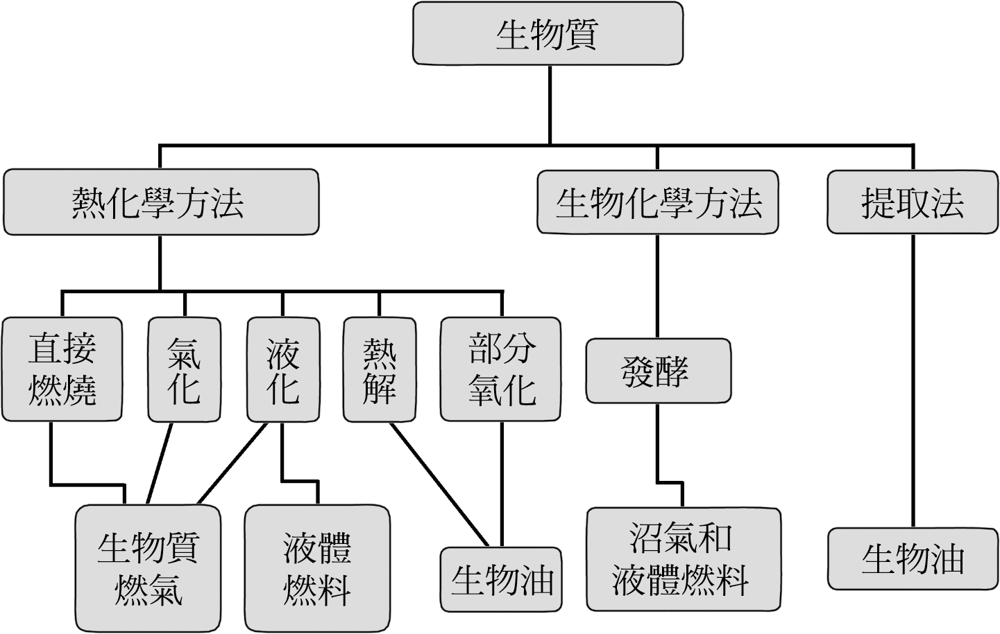 生物質
熱化學方法
生物化學方法
提取法
直接
燃燒
氣
化
液
化
熱
解
部分
氧化
發酵
生物質
燃氣
液體
燃料
生物油
沼氣和
液體燃料
生物油